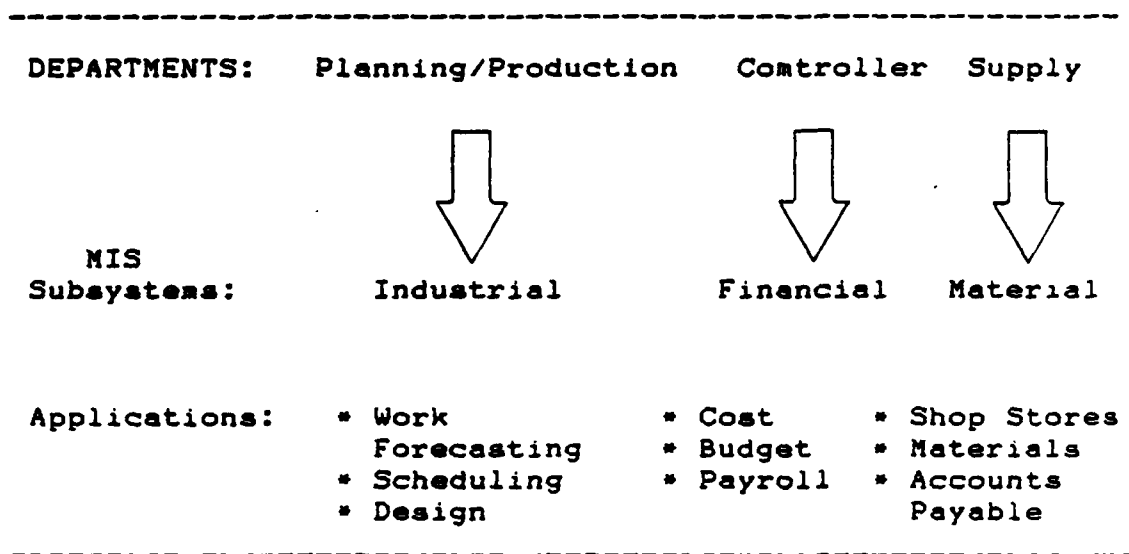 DEPARTMENTS: Planning/Production Comtroller Supply
MIS
Subsystems: Industrial Financial Material
Applications: * Work * Cost * Shop Stores
Forecasting * Budget * Materials
* Scheduling * Payroll * Accounts
* Design Payable